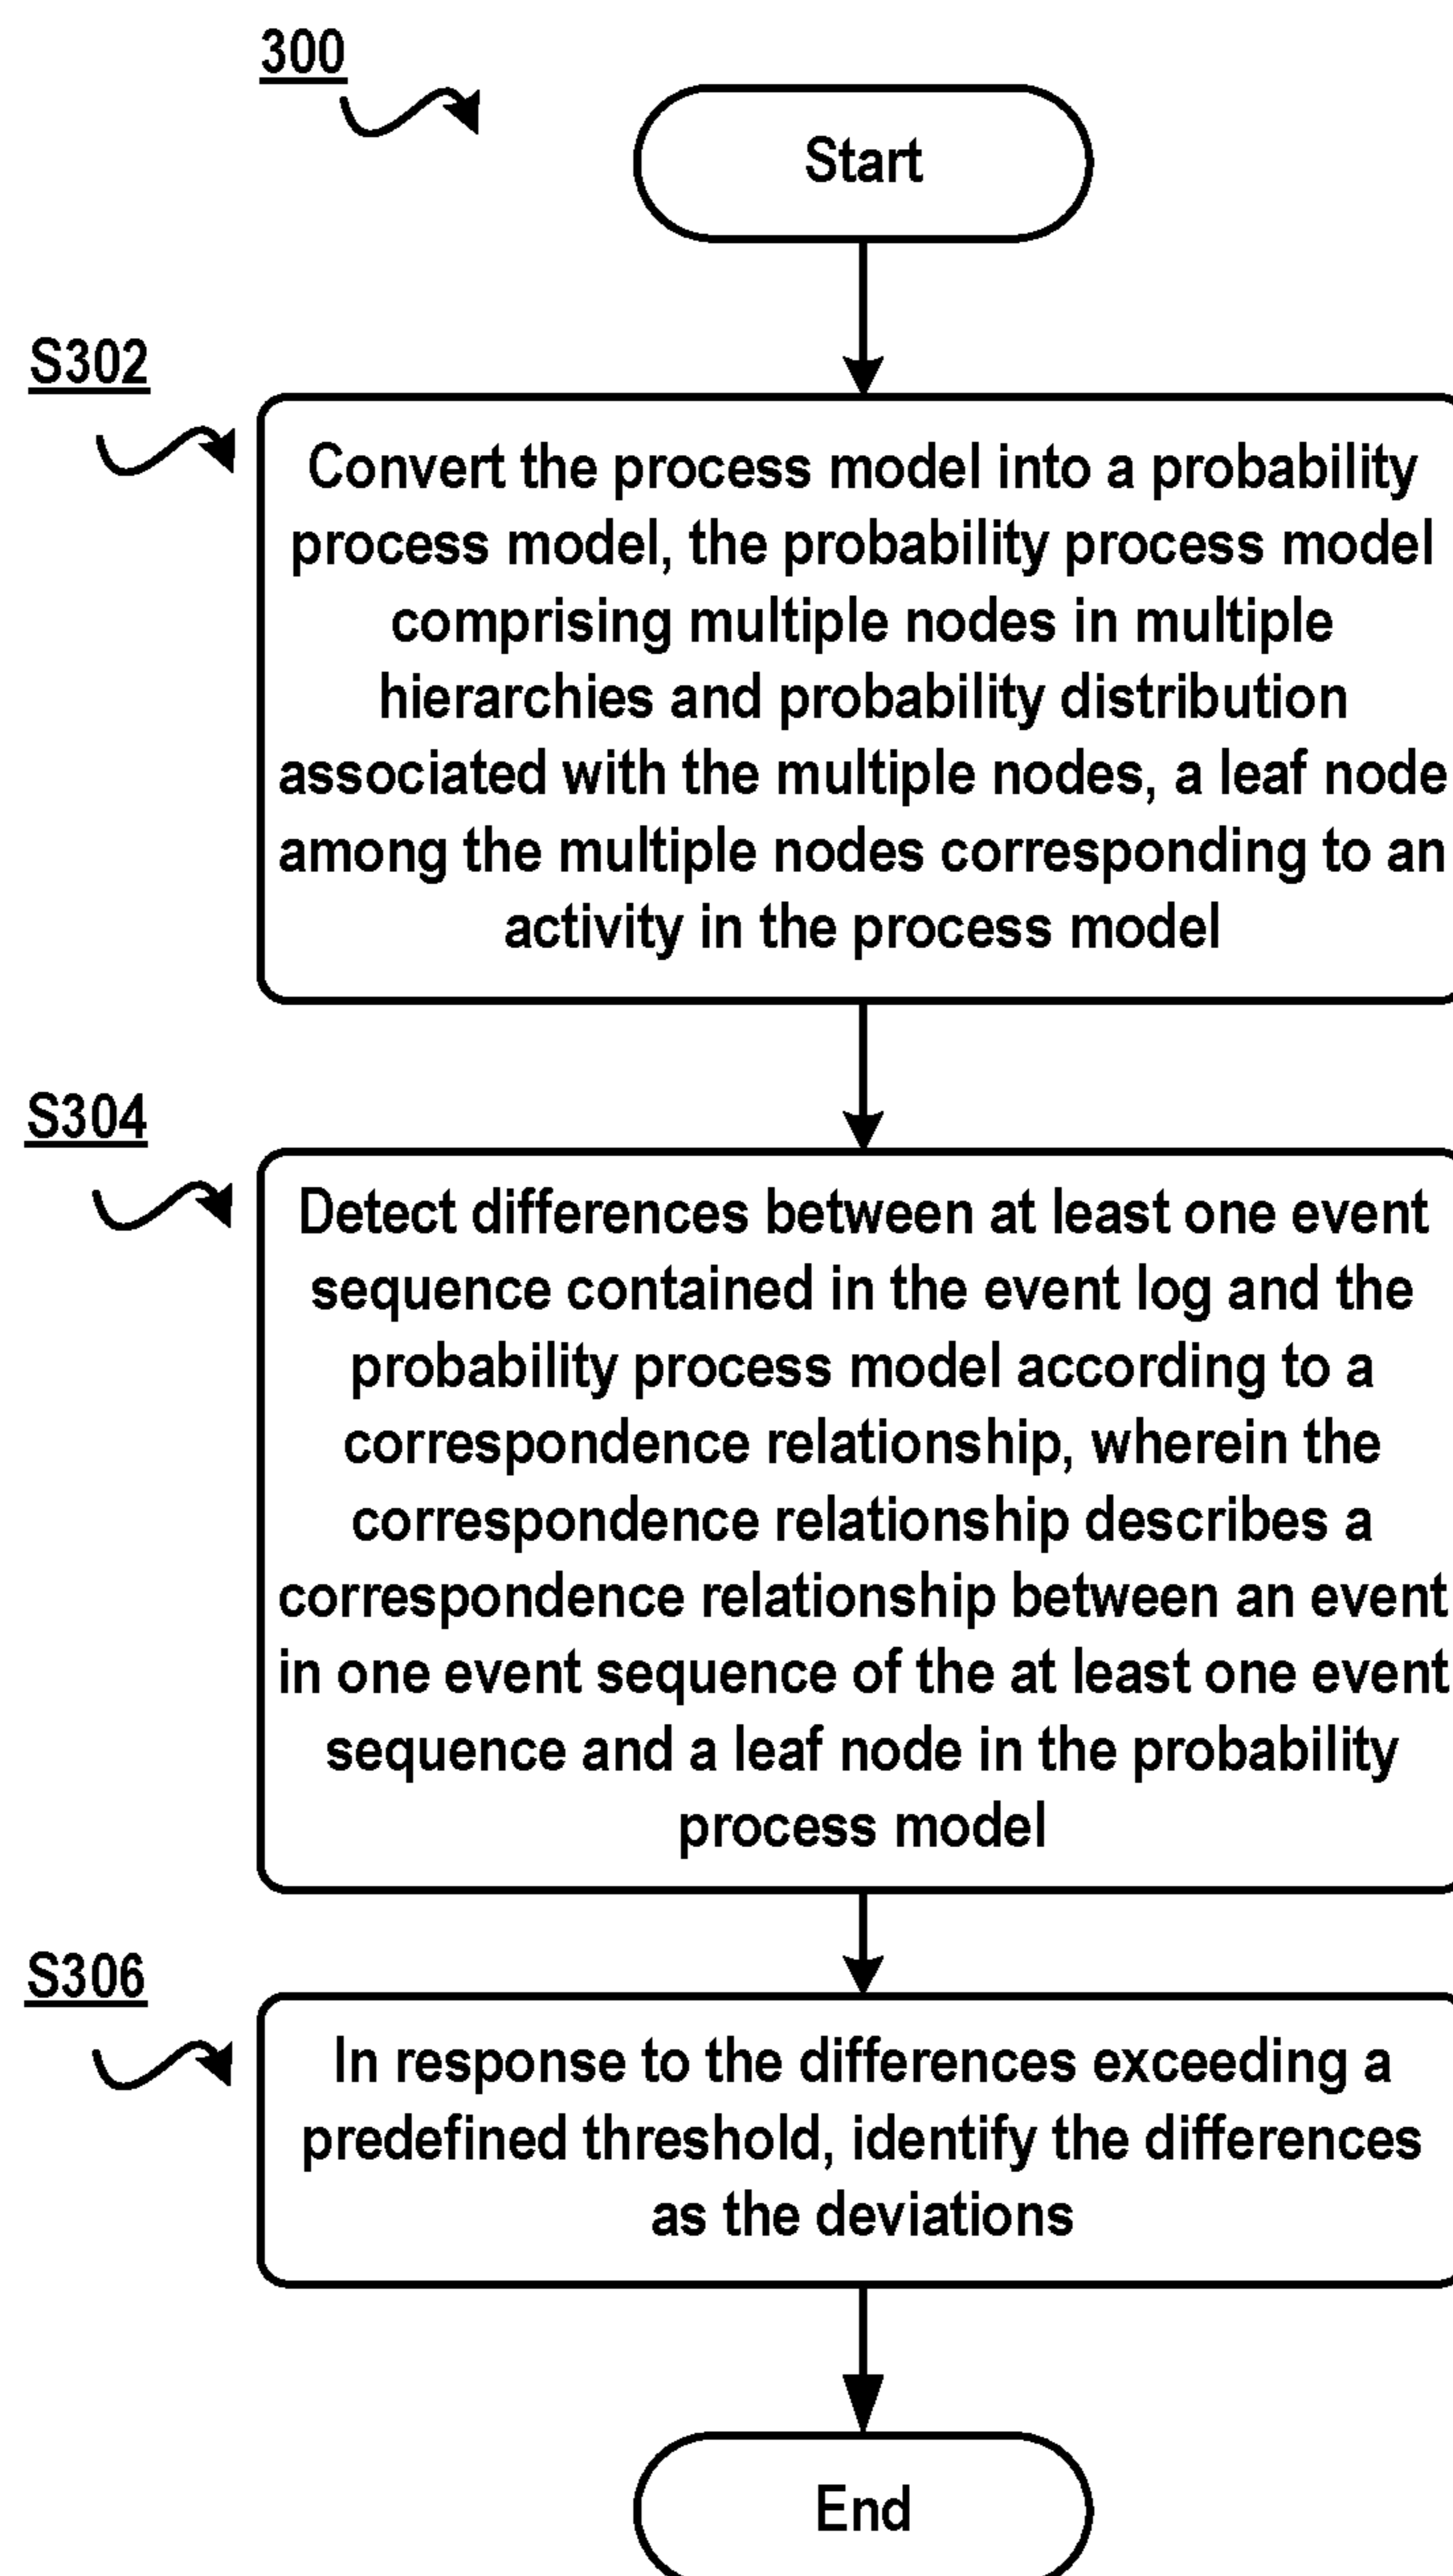 300
Start
S302
Convert the process model into a probability
process model, the probability process model
comprising multiple nodes in multiple
hierarchies and probability distribution
associated with the multiple nodes, a leaf node
among the multiple nodes corresponding to an
activity in the process model
S304
Detect differences between at least one event
sequence contained in the event log and the
probability process model according to a
correspondence relationship, wherein the
correspondence relationship describes a
correspondence relationship between an event
in one event sequence of the at least one event
sequence and a leaf node in the probability
process model
S306
In response to the differences exceeding a
predefined threshold, identify the differences
as the deviations
End